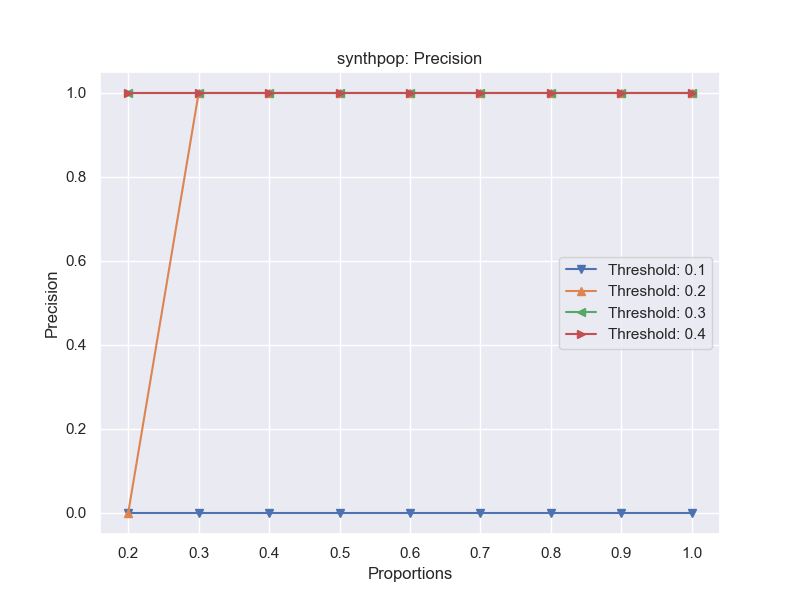 synthpop: Precision
1.0
0.8
0.6
0.4
0.2
0.0
Precision
Threshold: 0.1
Threshold: 0.2
Threshold: 0.3
Threshold: 0.4
0.2 0.3 0.4 0.5 0.6 0.7 0.8 0.9 1.0
Proportions